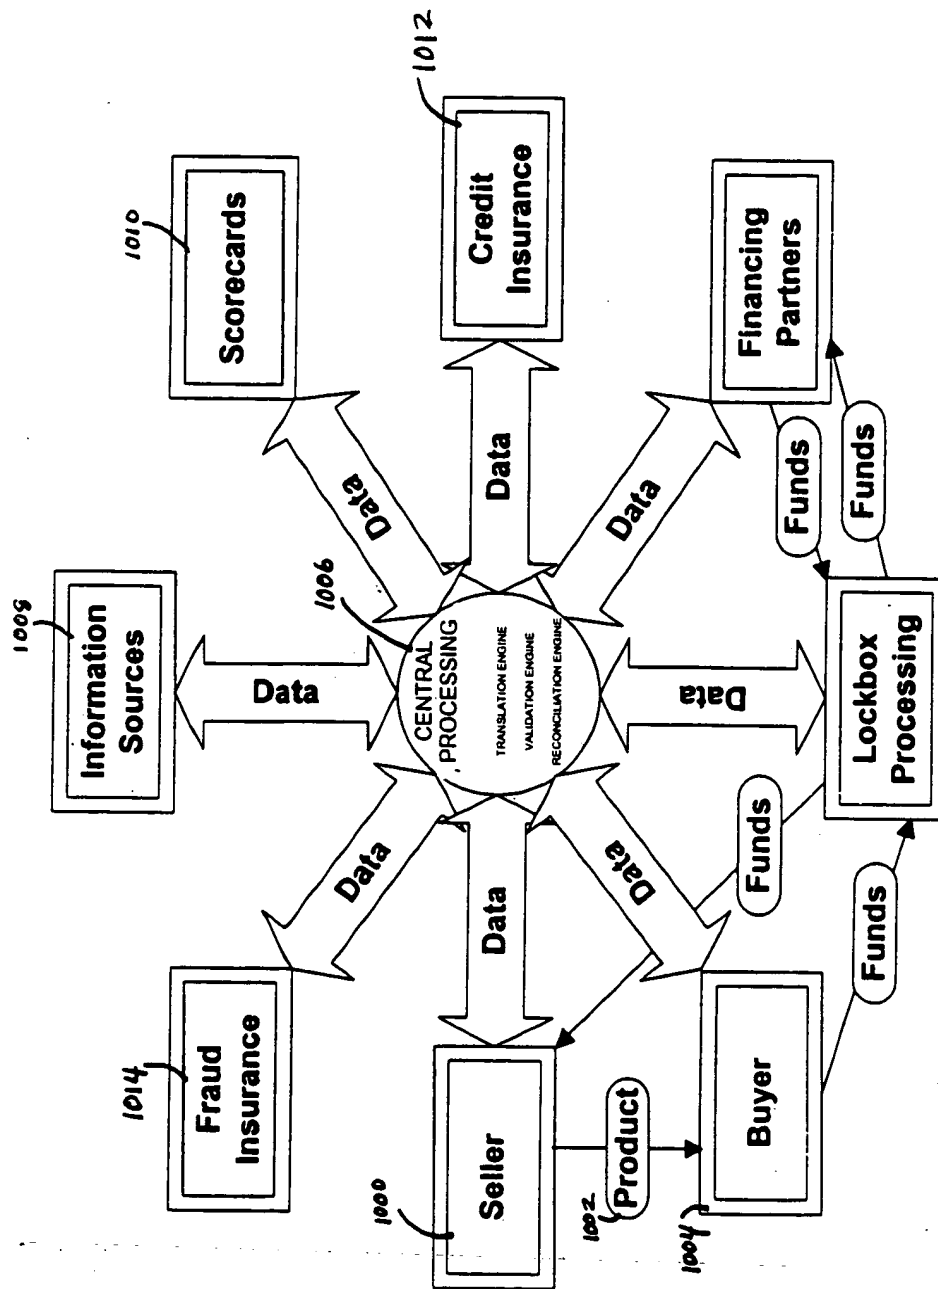 1008
Information
Sources
1014
Fraud
Insurance
1010
Scorecards
Data
Data
Data
1000
Seller
Data
1006
CENTRAL
PROCESSING
TRANSLATION ENGINE
VALIDATION ENGINE
RECONCILIATION ENGINE
Data
1012
Credit
Insurance
1002
Product
Data
Data
Data
Funds
1004
Buyer
Funds
Lockbox
Processing
Funds
Funds
Financing
Partners